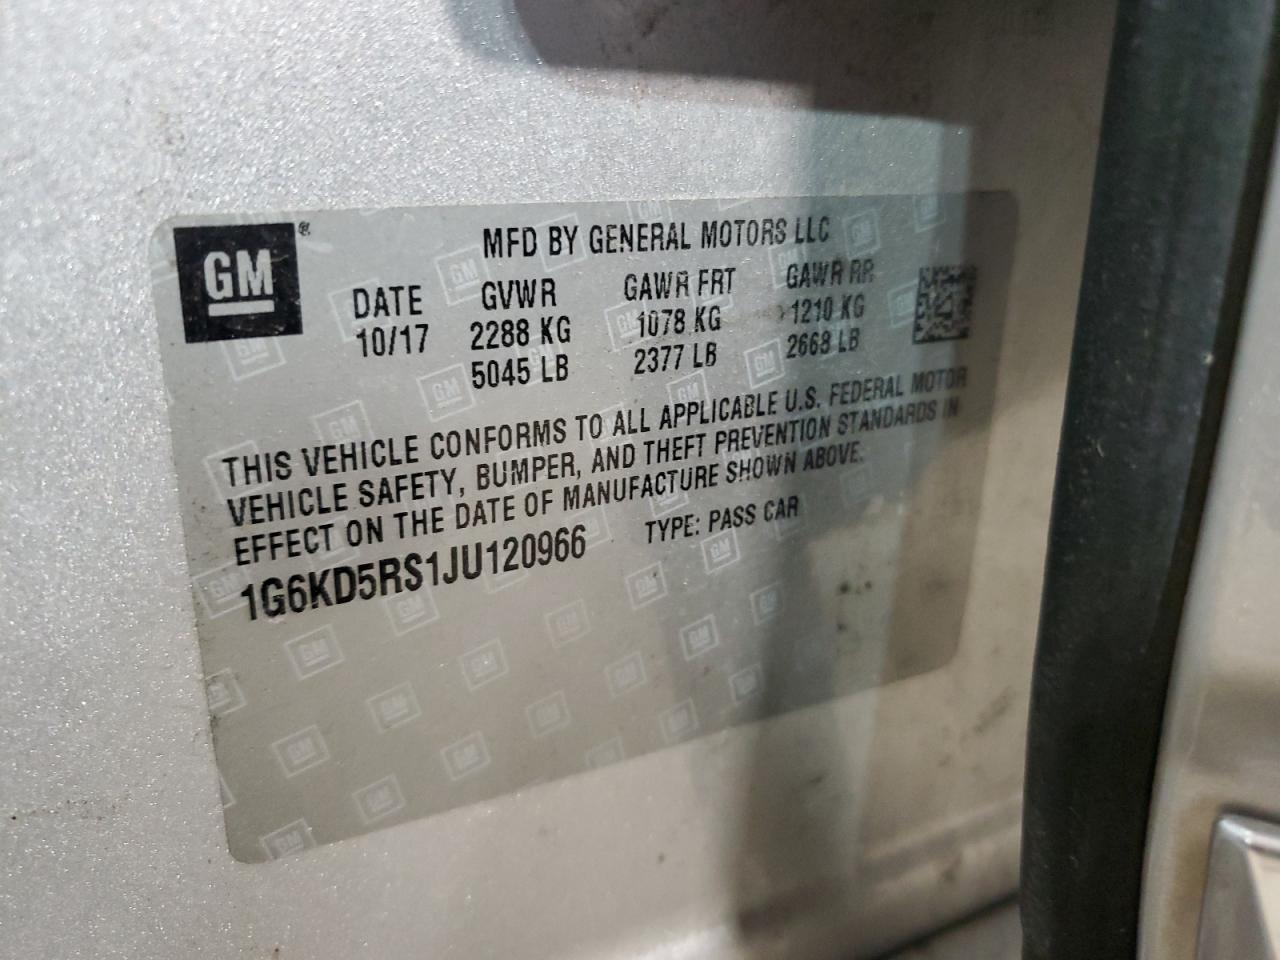 GM®
MFD BY GENERAL MOTORS LLC
DATE GVWR GAWR FRT GAWR RR
10/17 2288 KG 1078 KG 1210 KG
5045 LB 2377 LB 2668 LB
THIS VEHICLE CONFORMS TO ALL APPLICABLE U.S. FEDERAL MOTOR
VEHICLE SAFETY, BUMPER, AND THEFT PREVENTION STANDARDS IN
EFFECT ON THE DATE OF MANUFACTURE SHOWN ABOVE.
1G6KD5RS1JU120966 TYPE: PASS CAR